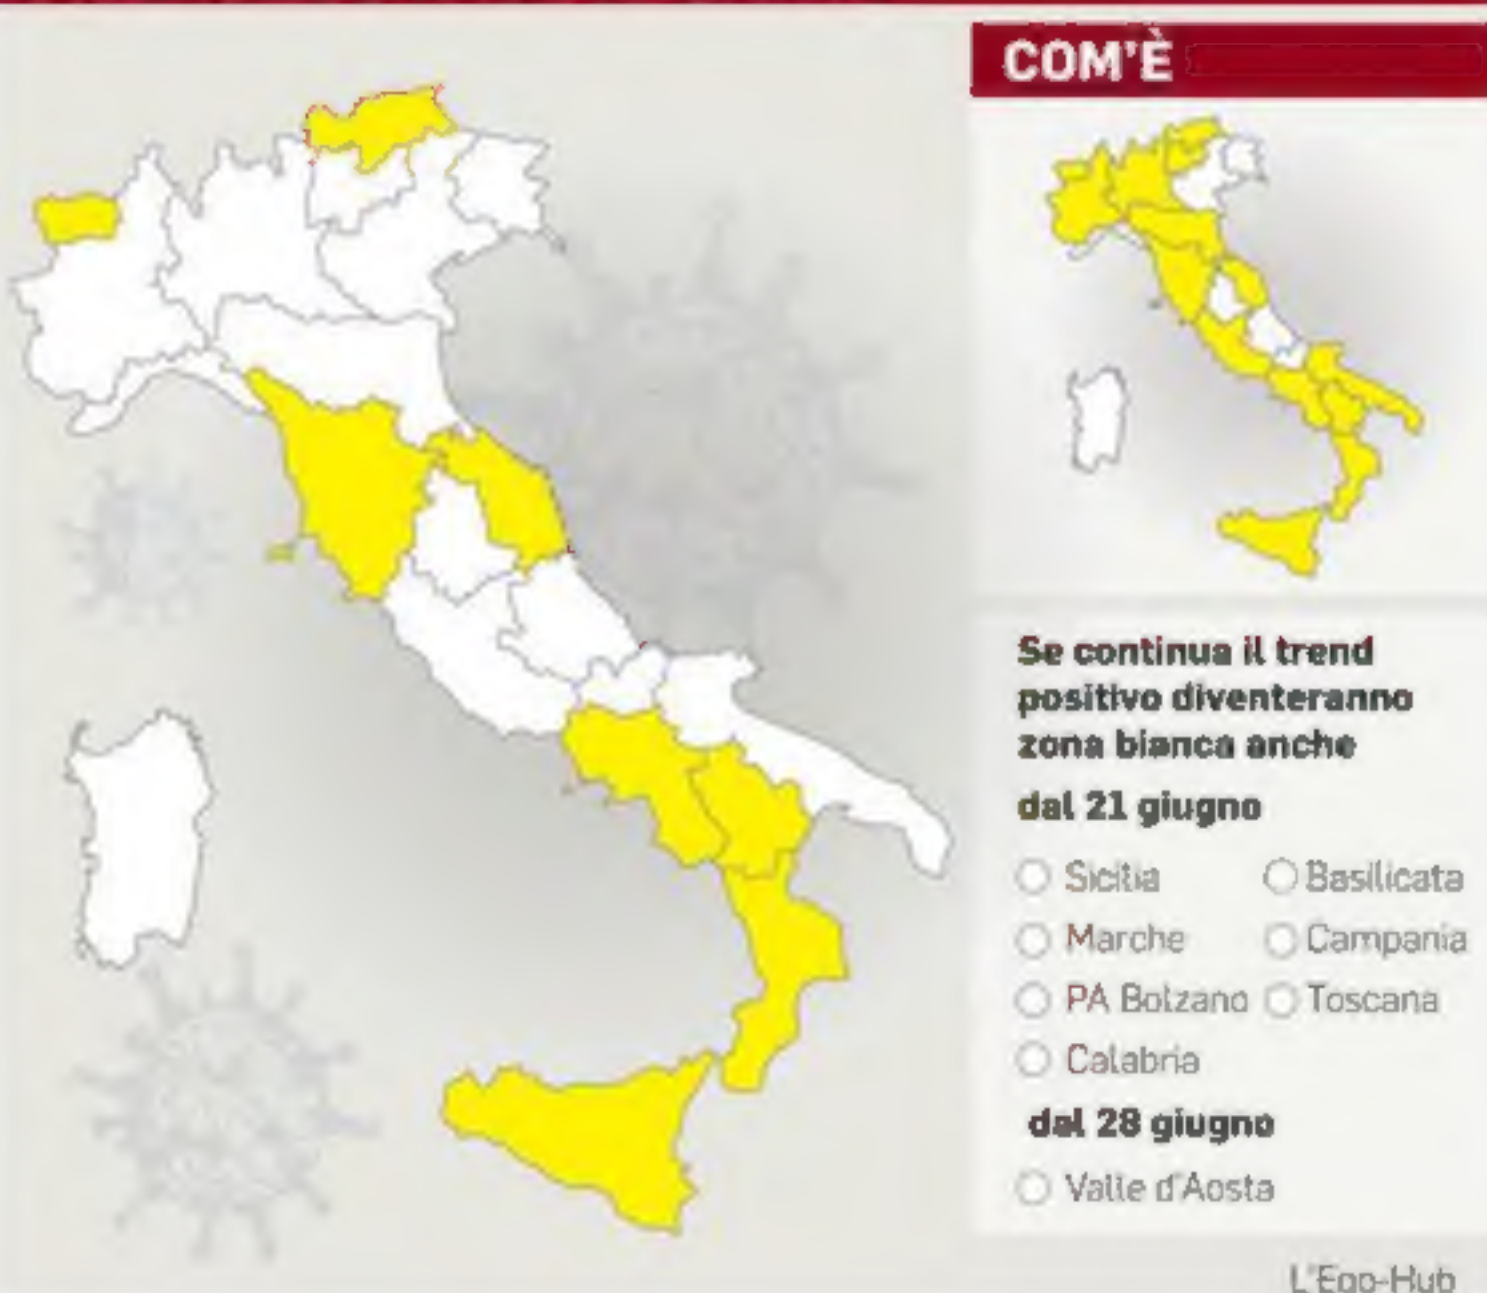 COM'È
Se continua il trend
positivo diventeranno
zona bianca anche
dal 21 giugno
Sicilia
Basilicata
Marche
Campania
PA Bolzano
Toscana
Calabria
dal 28 giugno
Valle d'Aosta
L'Ego-Hub